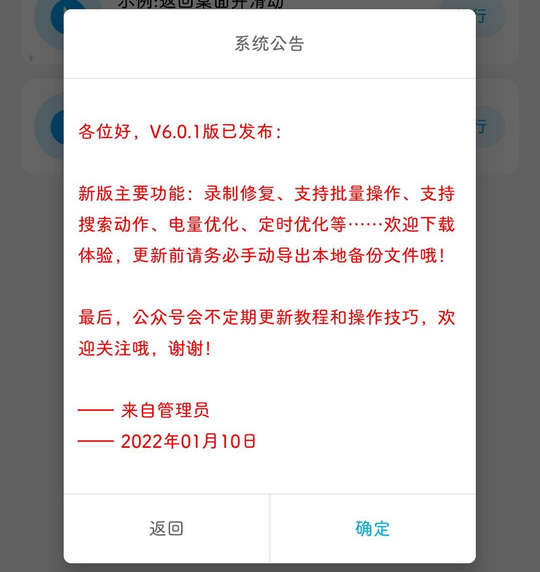 示例:返回桌面并滑动
行
系统公告
各位好，V6.0.1版已发布：
行
新版主要功能：录制修复、支持批量操作、支持
搜索动作、电量优化、定时优化等……欢迎下载
体验，更新前请务必手动导出本地备份文件哦！
最后，公众号会不定期更新教程和操作技巧，欢
迎关注哦，谢谢！
—— 来自管理员
—— 2022年01月10日
返回
确定